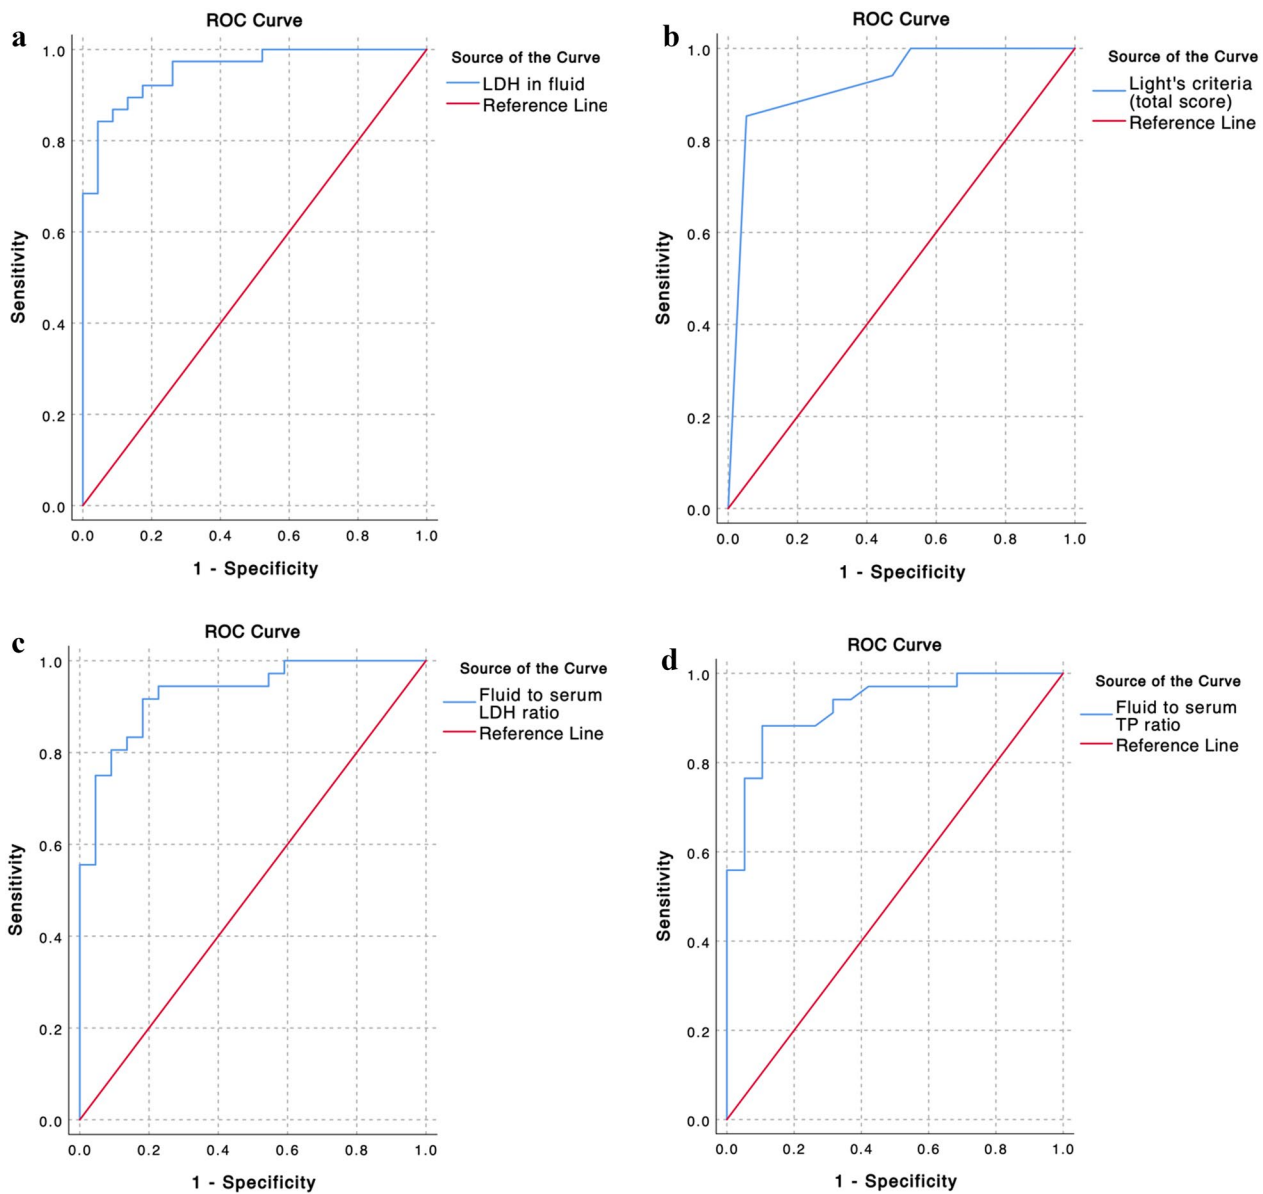 a
ROC Curve
Source of the Curve
LDH in fluid
Reference Line
Sensitivity
1.0
0.8
0.6
0.4
0.2
0.0
0.0 0.2 0.4 0.6 0.8 1.0
1 - Specificity
b
ROC Curve
Source of the Curve
Light's criteria
(total score)
Reference Line
Sensitivity
1.0
0.8
0.6
0.4
0.2
0.0
0.0 0.2 0.4 0.6 0.8 1.0
1 - Specificity
c
ROC Curve
Source of the Curve
Fluid to serum
LDH ratio
Reference Line
Sensitivity
1.0
0.8
0.6
0.4
0.2
0.0
0.0 0.2 0.4 0.6 0.8 1.0
1 - Specificity
d
ROC Curve
Source of the Curve
Fluid to serum
TP ratio
Reference Line
Sensitivity
1.0
0.8
0.6
0.4
0.2
0.0
0.0 0.2 0.4 0.6 0.8 1.0
1 - Specificity